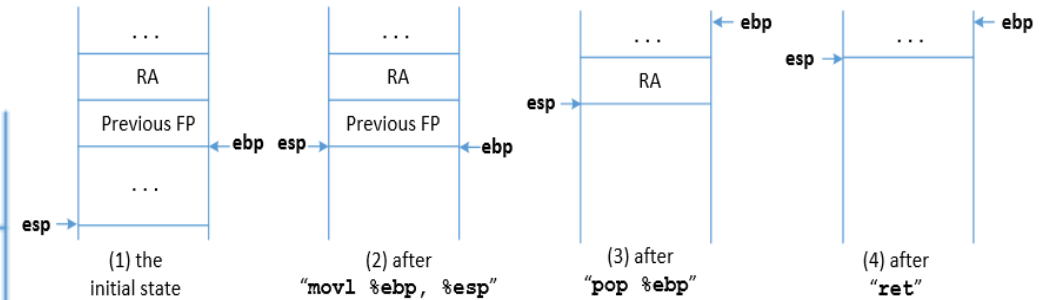 ...
RA
Previous FP
ebp
...
esp
(1) the
initial state
...
RA
Previous FP
esp
ebp
(2) after
“movl %ebp, %esp”
ebp
...
RA
esp
(3) after
“pop %ebp”
ebp
...
esp
(4) after
“ret”